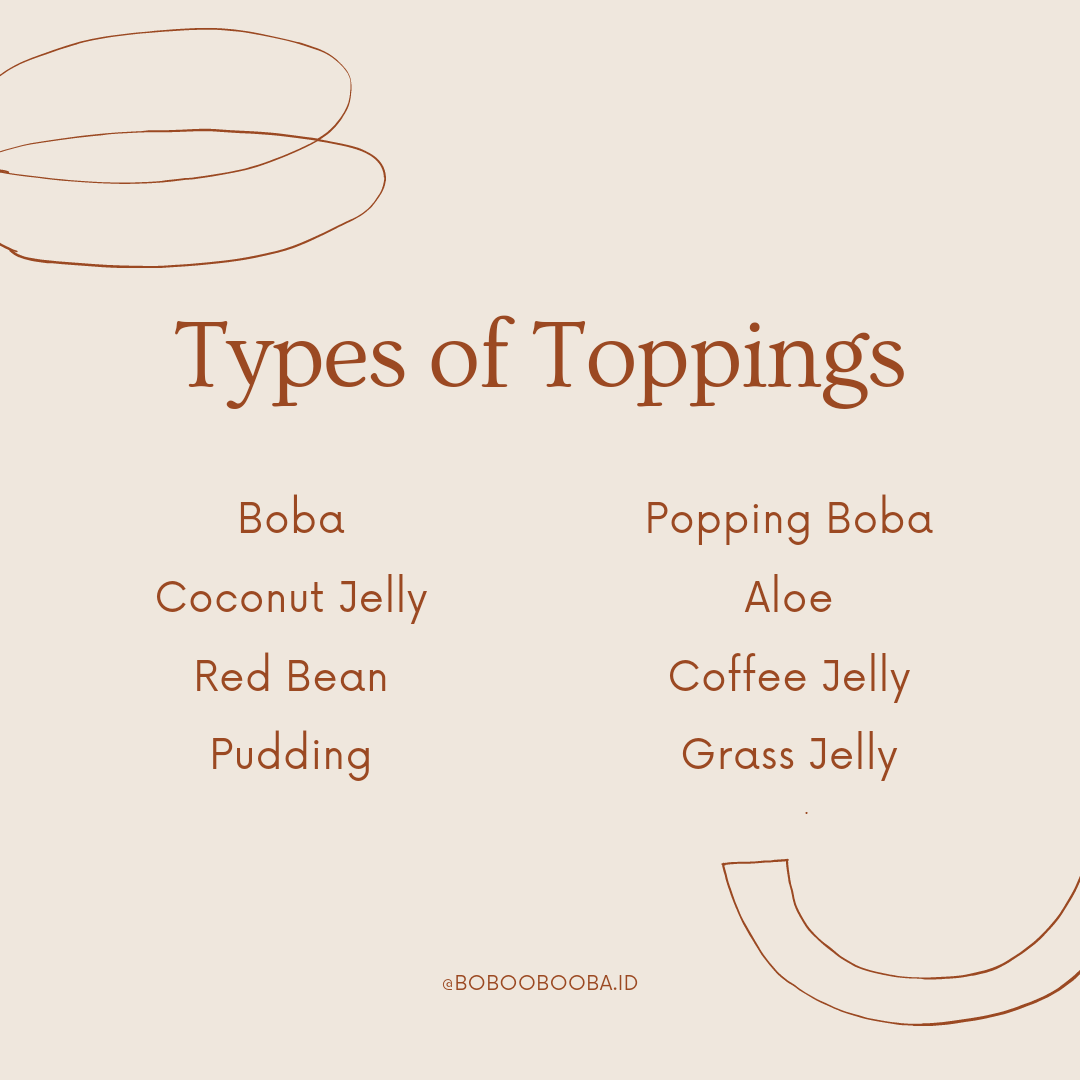 Types of Toppings
Boba
Coconut Jelly
Red Bean
Pudding
Popping Boba
Aloe
Coffee Jelly
Grass Jelly
@BOBOOBOOBA.ID